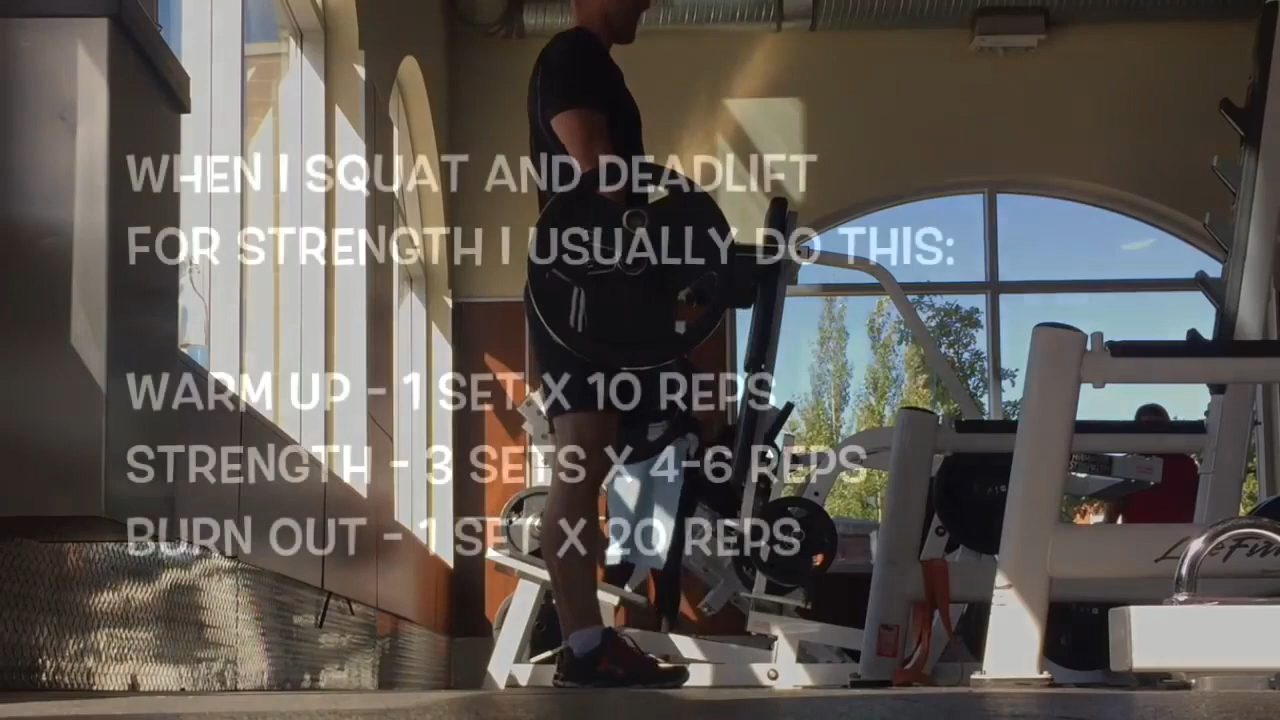 WHEN I SQUAT AND DEADLIFT
FOR STRENGTH I USUALLY DO THIS:
WARM UP - 1 SET X 10 REPS
STRENGTH - 3 SETS X 4-6 REPS
BURN OUT - 1 SET X 20 REPS